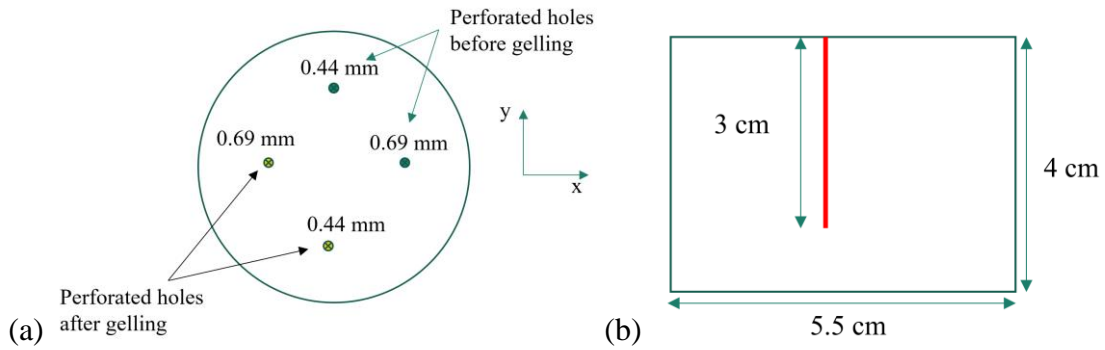 Perforated holes
before gelling
0.44 mm
y
0.69 mm
0.69 mm
x
0.44 mm
Perforated holes
after gelling
(a)
3 cm
4 cm
5.5 cm
(b)